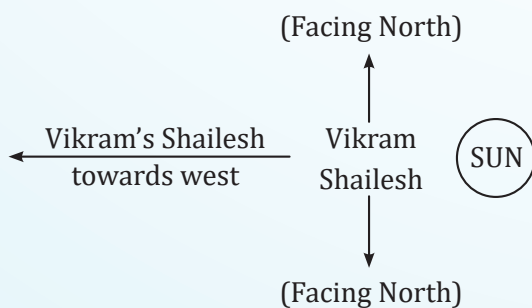 (Facing North)
Vikram's Shailesh
towards west
Vikram
Shailesh
SUN
(Facing North)